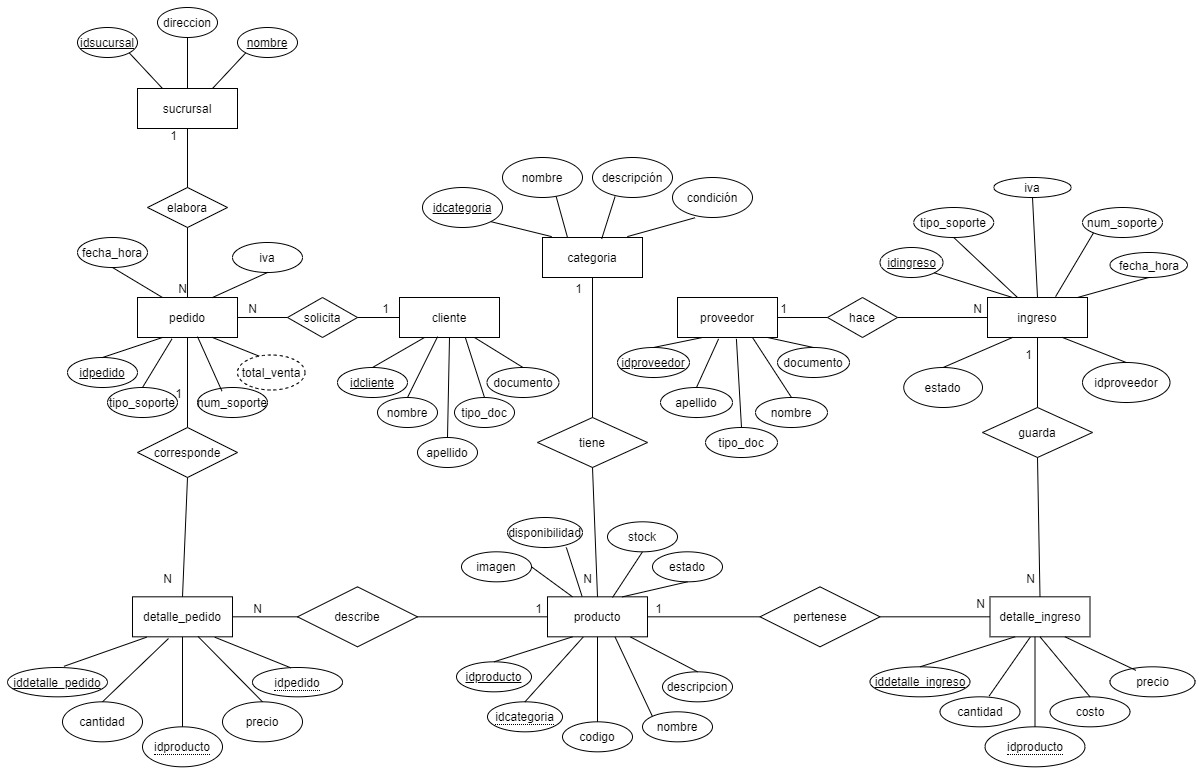 direccion
idsucursal
nombre
sucrursal
1
elabora
fecha_hora
iva
N
pedido
N
solicita
1
cliente
idpedido
tipo_soporte
1
num_soporte
total_venta
idcliente
nombre
apellido
tipo_doc
documento
corresponde
nombre
descripción
idcategoria
condición
categoria
1
tiene
proveedor
1
hace
N
ingreso
idproveedor
apellido
tipo_doc
nombre
documento
iva
tipo_soporte
num_soporte
idingreso
fecha_hora
1
estado
idproveedor
guarda
N
detalle_pedido
N
describe
1
disponibilidad
stock
imagen
estado
N
producto
1
pertenese
N
N
detalle_ingreso
iddetalle_pedido
cantidad
idproducto
precio
idpedido
idproducto
idcategoria
codigo
nombre
descripcion
iddetalle_ingreso
cantidad
idproducto
costo
precio